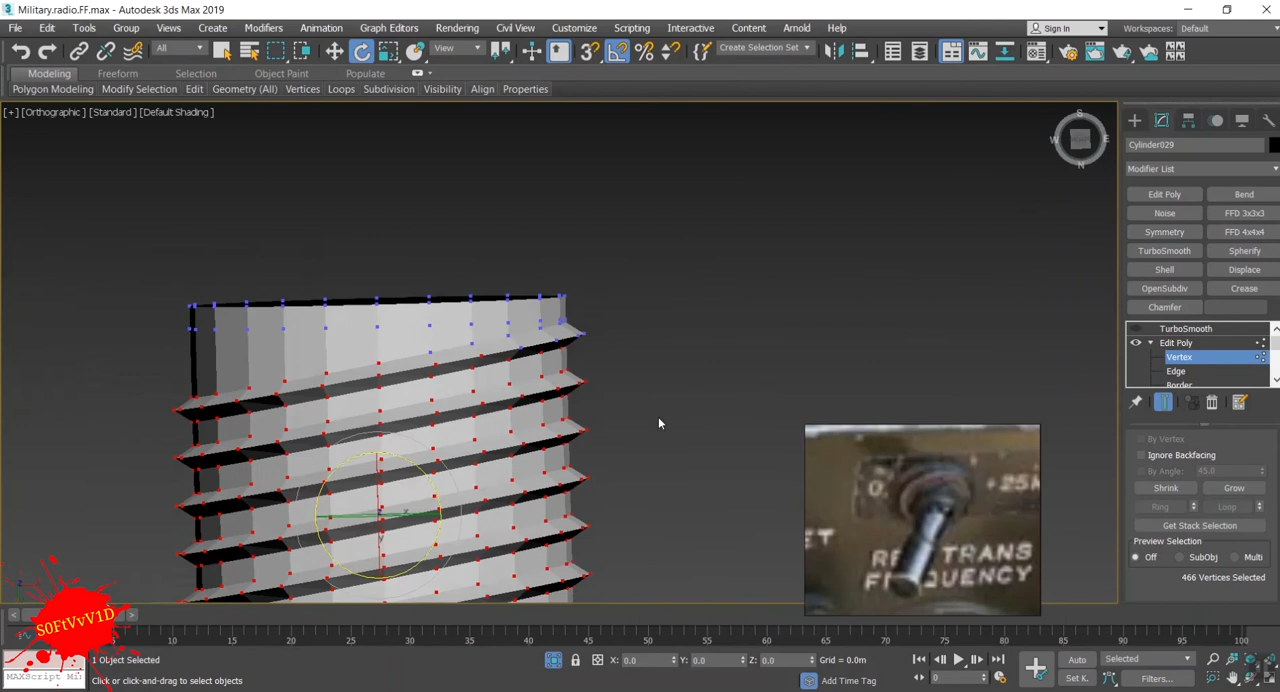 Military.radio.FF.max - Autodesk 3ds Max 2019
File Edit Tools Group Views Create Modifiers Animation Graph Editors Rendering Civil View Customize Scripting Interactive Content Arnold Help
Sign In Workspaces: Default
All View Create Selection Set
Modeling Freeform Selection Object Paint Populate
Polygon Modeling Modify Selection Edit Geometry (All) Vertices Loops Subdivision Visibility Align Properties
[+] [Orthographic ] [Standard ] [Default Shading ]
S
W E
N
Cylinder029
Modifier List
Edit Poly Bend
Noise FFD 3x3x3
Symmetry FFD 4x4x4
TurboSmooth Spherify
Shell Displace
OpenSubdiv Crease
Chamfer
TurboSmooth
Edit Poly
Vertex
Edge
Border
By Vertex
Ignore Backfacing
By Angle: 45.0
Shrink Grow
Ring Loop
Get Stack Selection
Preview Selection
Off SubObj Multi
466 Vertices Selected
0. +25K
ET
TRANS
S0FtVvV1D
10 15 20 25 30 35 40 45 50 55 60 65 70 75 80 85 90 95 100
1 Object Selected
X: 0.0 Y: 0.0 Z: 0.0 Grid = 0.0m
Auto Selected
MAXScript Mi
Click or click-and-drag to select objects
Add Time Tag
0
Set K. Filters...